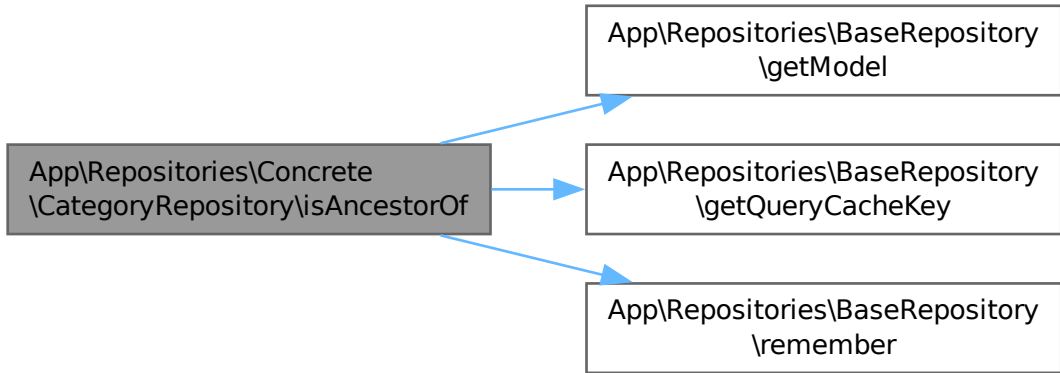 App\Repositories\Concrete
\CategoryRepository\isAncestorOf
App\Repositories\BaseRepository
\getModel
App\Repositories\BaseRepository
\getQueryCacheKey
App\Repositories\BaseRepository
\remember